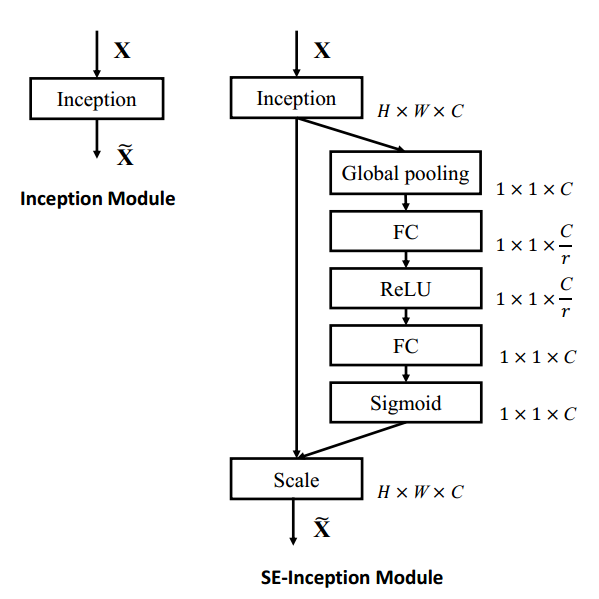 X
Inception
X̃
Inception Module
X
Inception
H × W × C
Global pooling
1 × 1 × C
FC
1 × 1 × C/r
ReLU
1 × 1 × C/r
FC
1 × 1 × C
Sigmoid
1 × 1 × C
Scale
H × W × C
X̃
SE-Inception Module